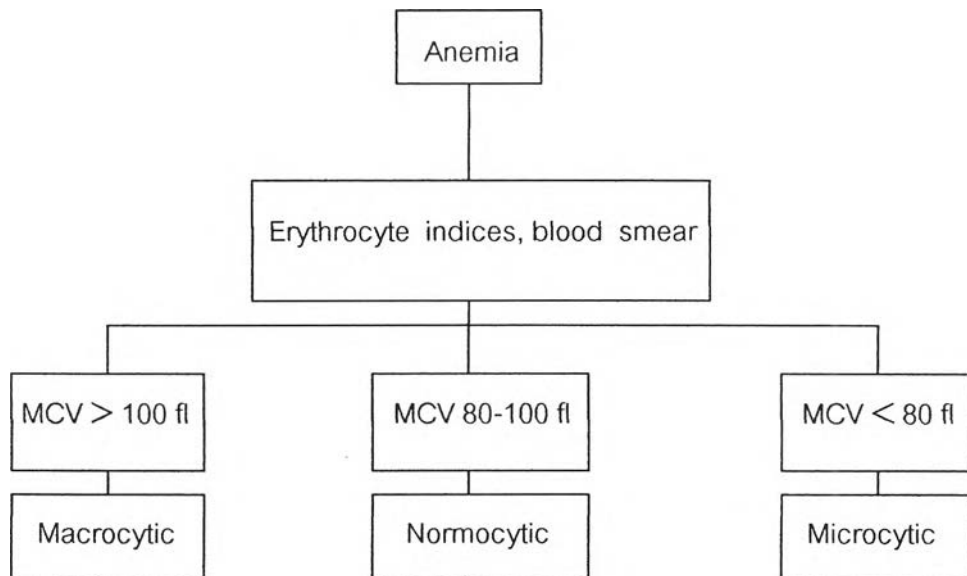 Anemia
Erythrocyte indices, blood smear
MCV > 100 fl
MCV 80-100 fl
MCV < 80 fl
Macrocytic
Normocytic
Microcytic